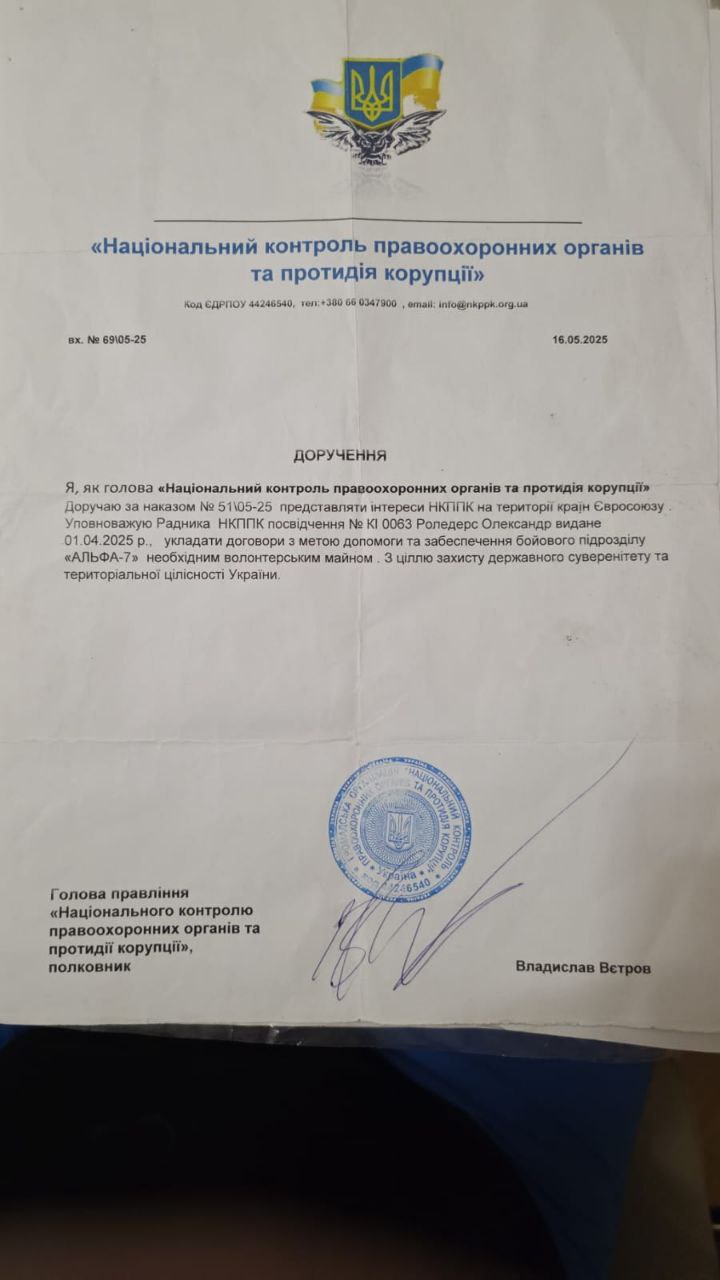 «Національний контроль правоохоронних органів
та протидія корупції»
Код ЄДРПОУ 44246540, тел:+380 66 0347900 , email: info@nkppk.org.ua
вх. № 69\05-25
16.05.2025
ДОРУЧЕННЯ
Я, як голова «Національний контроль правоохоронних органів та протидія корупції»
Доручаю за наказом № 51\05-25 представляти інтереси НКППК на території країн Євросоюзу .
Уповноважую Радника НКППК посвідчення № КІ 0063 Роледерс Олександр видане
01.04.2025 р., укладати договори з метою допомоги та забезпечення бойового підрозділу
«АЛЬФА-7» необхідним волонтерським майном . З ціллю захисту державного суверенітету та
територіальної цілісності України.
ГРОМАДСЬКА ОРГАНІЗАЦІЯ "НАЦІОНАЛЬНИЙ КОНТРОЛЬ
ПРАВООХОРОННИХ ОРГАНІВ ТА ПРОТИДІЯ КОРУПЦІЇ"
* Україна *
44246540
Голова правління
«Національного контролю
правоохоронних органів та
протидії корупції»,
полковник
Владислав Вєтров